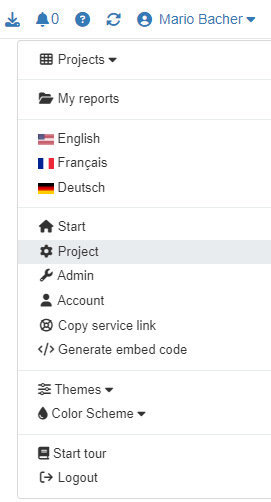 0 Mario Bacher
Projects
My reports
English
Français
Deutsch
Start
Project
Admin
Account
Copy service link
Generate embed code
Themes
Color Scheme
Start tour
Logout